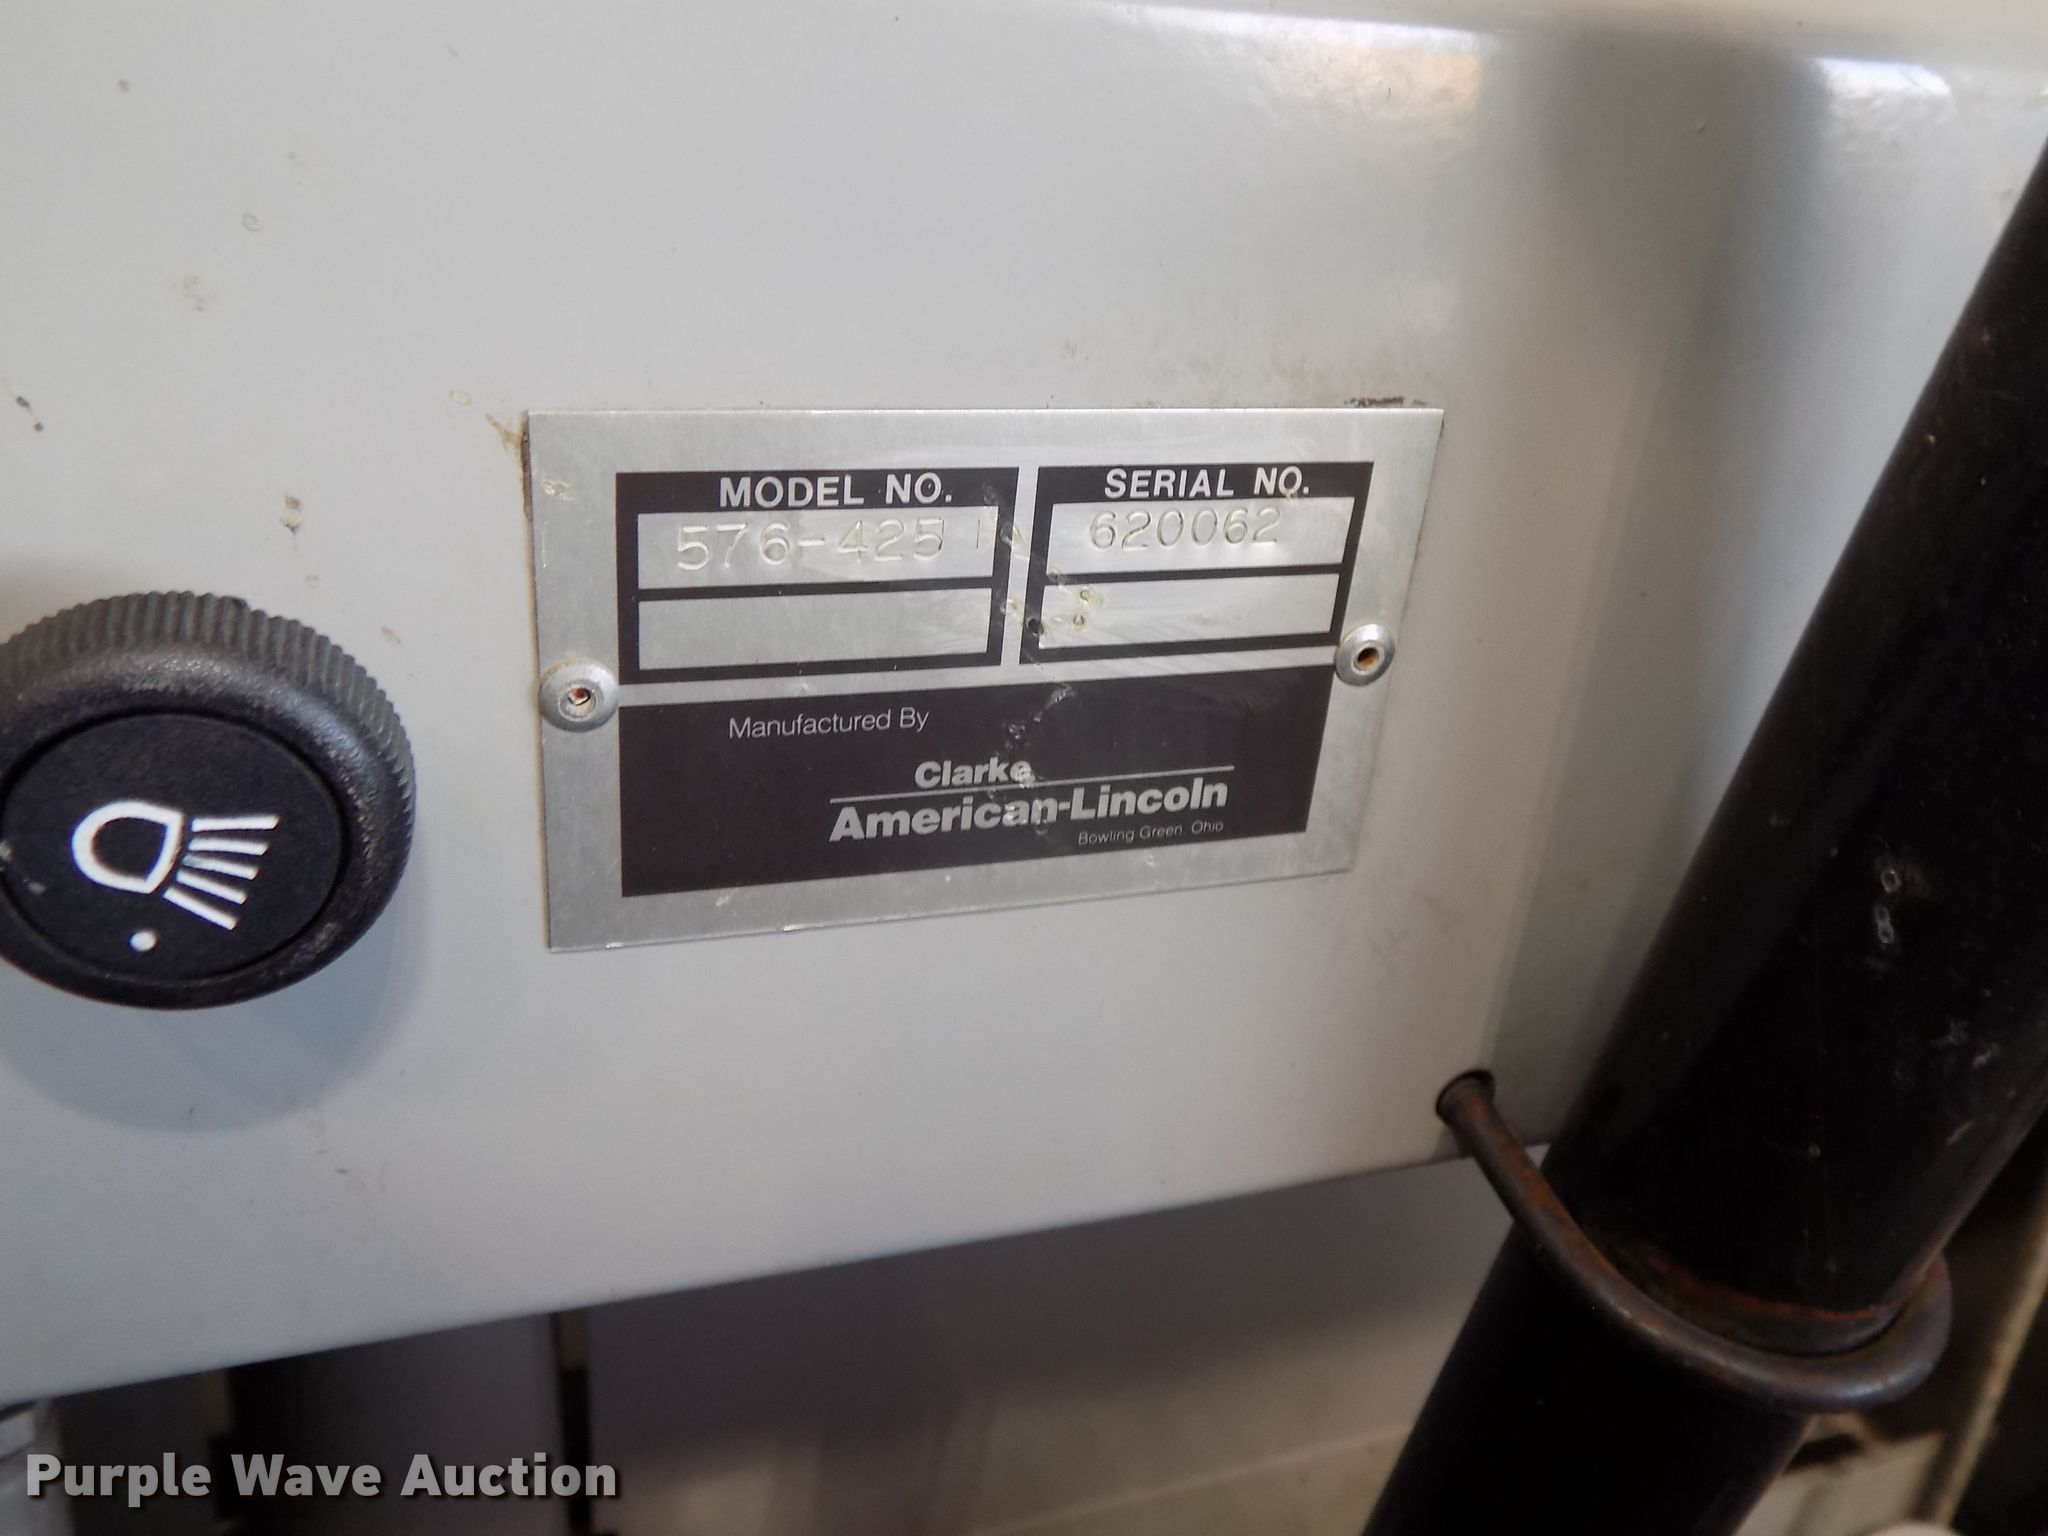 MODEL NO.
576-425
SERIAL NO.
620062
Manufactured By
Clarke
American-Lincoln
Bowling Green, Ohio
Purple Wave Auction